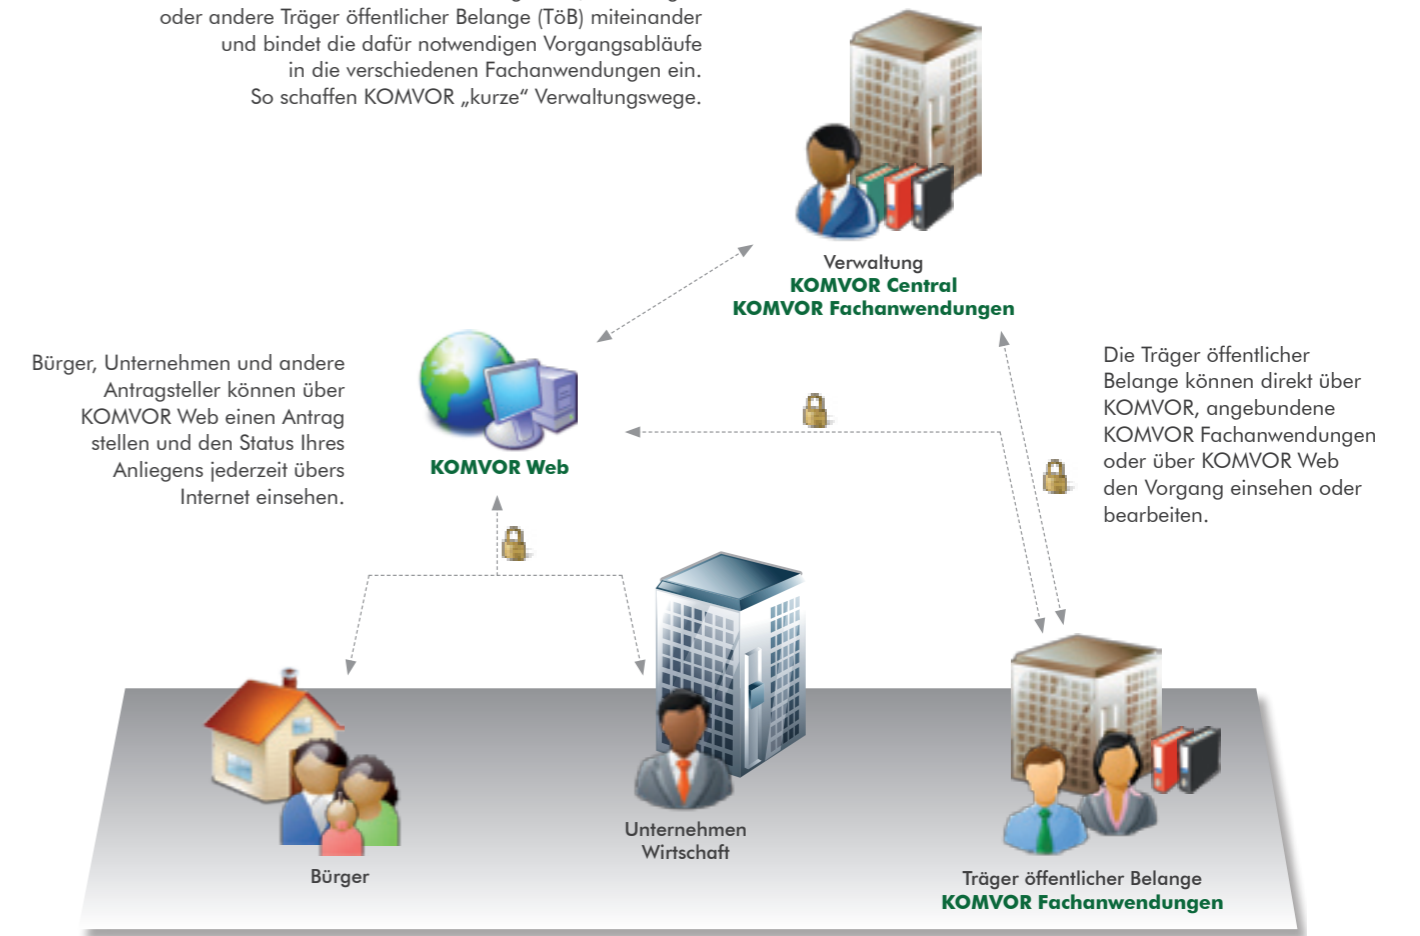 oder andere Träger öffentlicher Belange (TöB) miteinander
und bindet die dafür notwendigen Vorgangsabläufe
in die verschiedenen Fachanwendungen ein.
So schaffen KOMVOR „kurze“ Verwaltungswege.
Verwaltung
KOMVOR Central
KOMVOR Fachanwendungen
Bürger, Unternehmen und andere
Antragsteller können über
KOMVOR Web einen Antrag
stellen und den Status Ihres
Anliegens jederzeit übers
Internet einsehen.
KOMVOR Web
Die Träger öffentlicher
Belange können direkt über
KOMVOR, angebundene
KOMVOR Fachanwendungen
oder über KOMVOR Web
den Vorgang einsehen oder
bearbeiten.
Bürger
Unternehmen
Wirtschaft
Träger öffentlicher Belange
KOMVOR Fachanwendungen